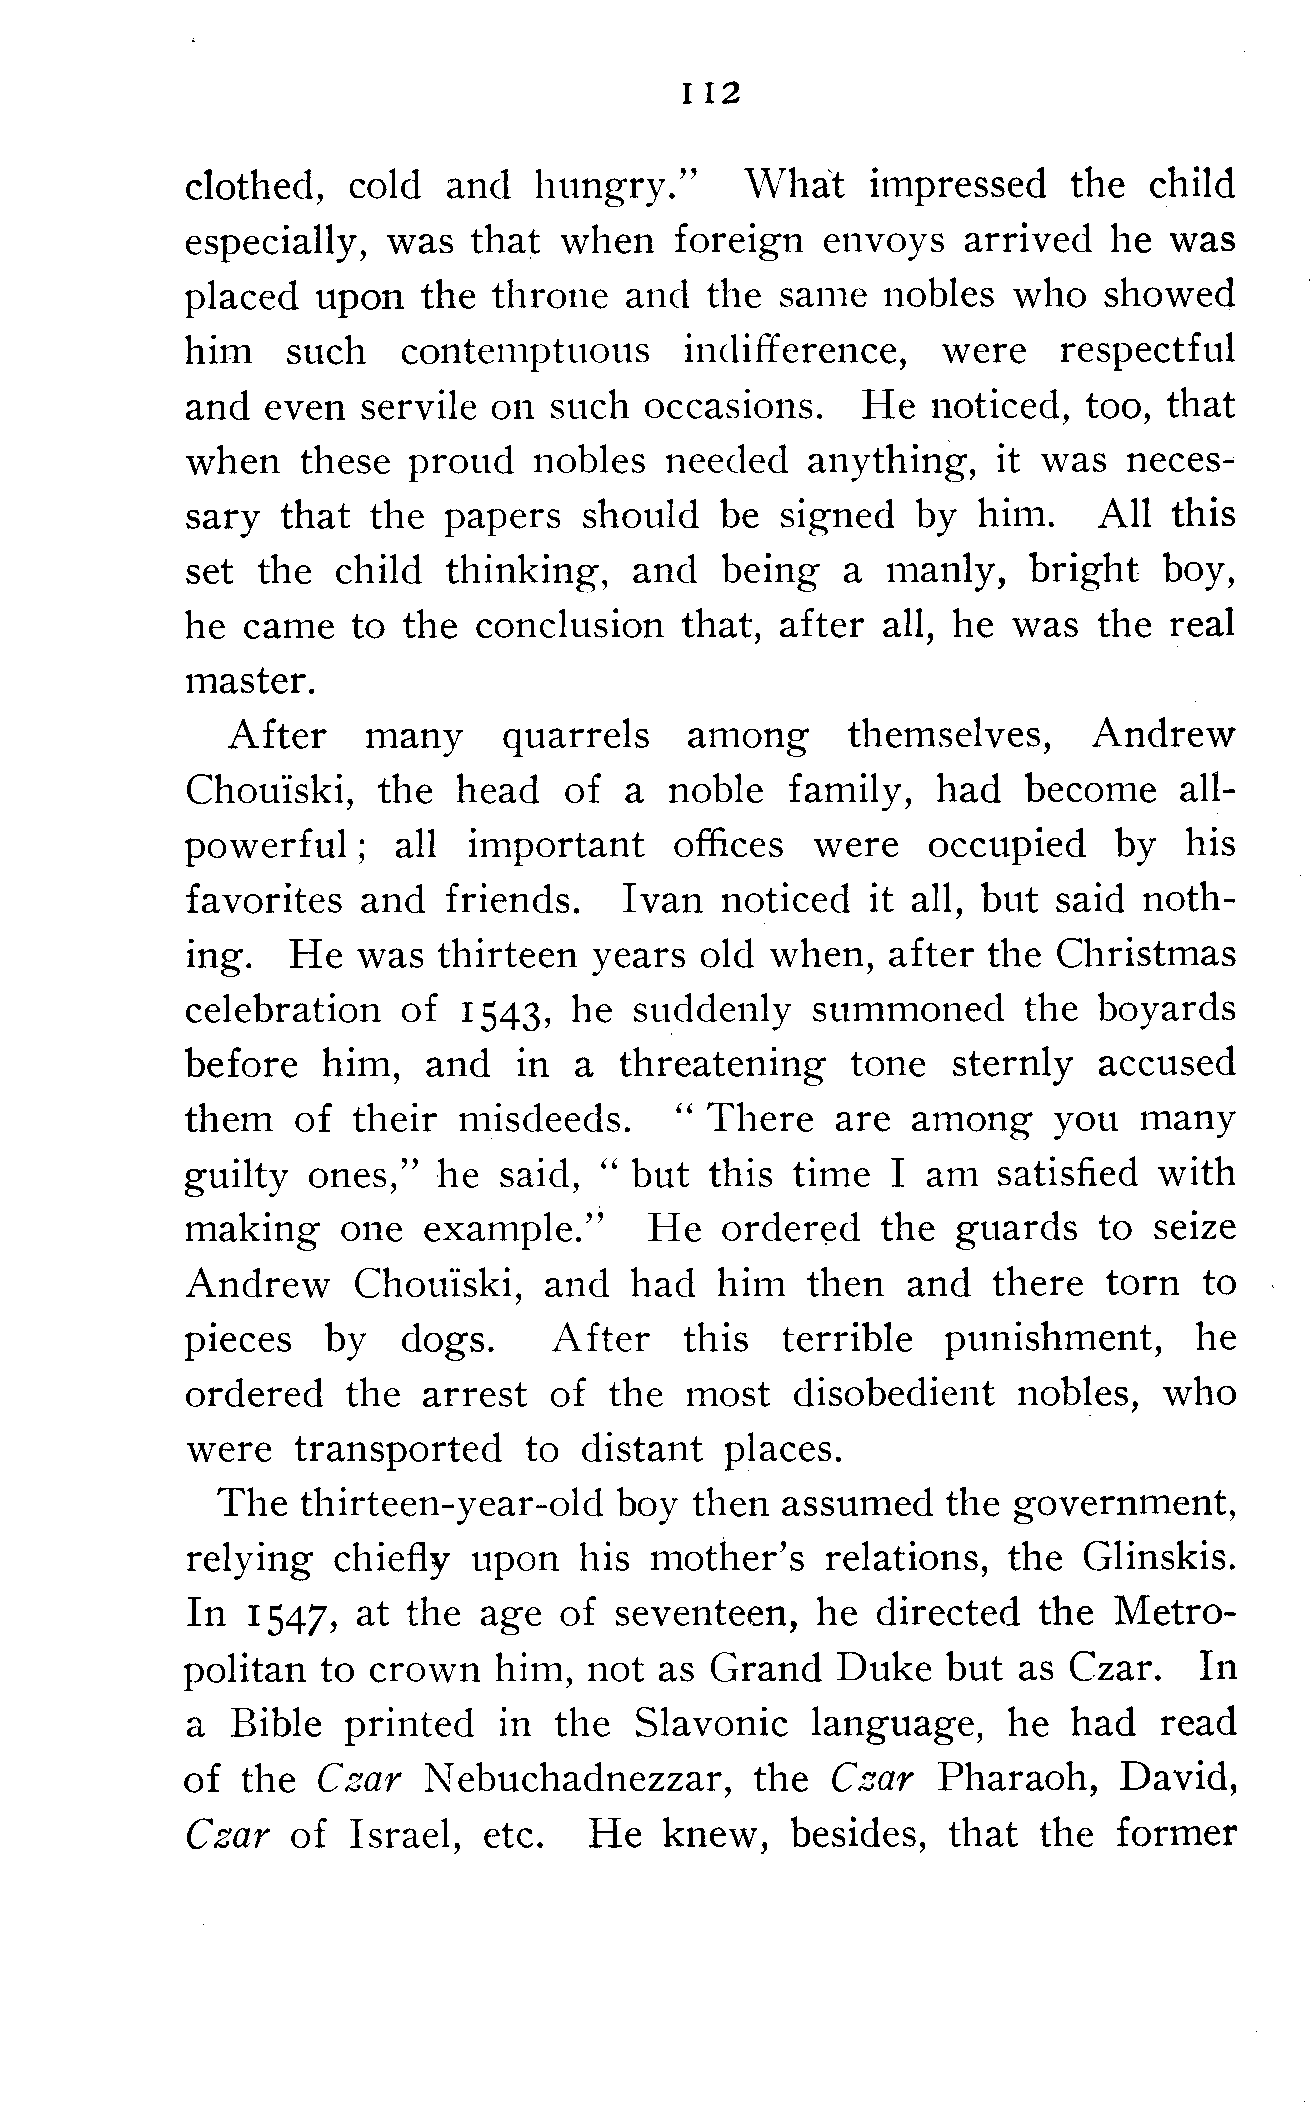 112
clothed, cold and hungry.” What impressed the child
especially, was that when foreign envoys arrived he was
placed upon the throne and the same nobles who showed
him such contemptuous indifference, were respectful
and even servile on such occasions. He noticed, too, that
when these proud nobles needed anything, it was neces-
sary that the papers should be signed by him. All this
set the child thinking, and being a manly, bright boy,
he came to the conclusion that, after all, he was the real
master.
After many quarrels among themselves, Andrew
Chouïski, the head of a noble family, had become all-
powerful; all important offices were occupied by his
favorites and friends. Ivan noticed it all, but said noth-
ing. He was thirteen years old when, after the Christmas
celebration of 1543, he suddenly summoned the boyards
before him, and in a threatening tone sternly accused
them of their misdeeds. “There are among you many
guilty ones,” he said, “but this time I am satisfied with
making one example.” He ordered the guards to seize
Andrew Chouïski, and had him then and there torn to
pieces by dogs. After this terrible punishment, he
ordered the arrest of the most disobedient nobles, who
were transported to distant places.
The thirteen-year-old boy then assumed the government,
relying chiefly upon his mother’s relations, the Glinskis.
In 1547, at the age of seventeen, he directed the Metro-
politan to crown him, not as Grand Duke but as Czar. In
a Bible printed in the Slavonic language, he had read
of the Czar Nebuchadnezzar, the Czar Pharaoh, David,
Czar of Israel, etc. He knew, besides, that the former